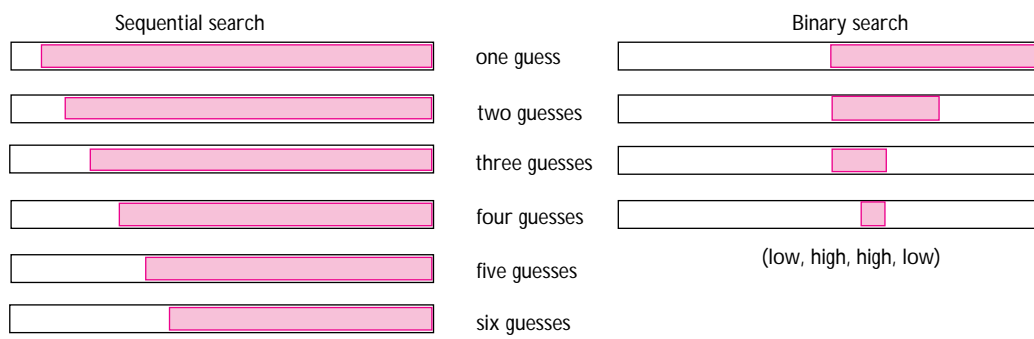 Sequential search
Binary search
one guess
two guesses
three guesses
four guesses
(low, high, high, low)
five guesses
six guesses